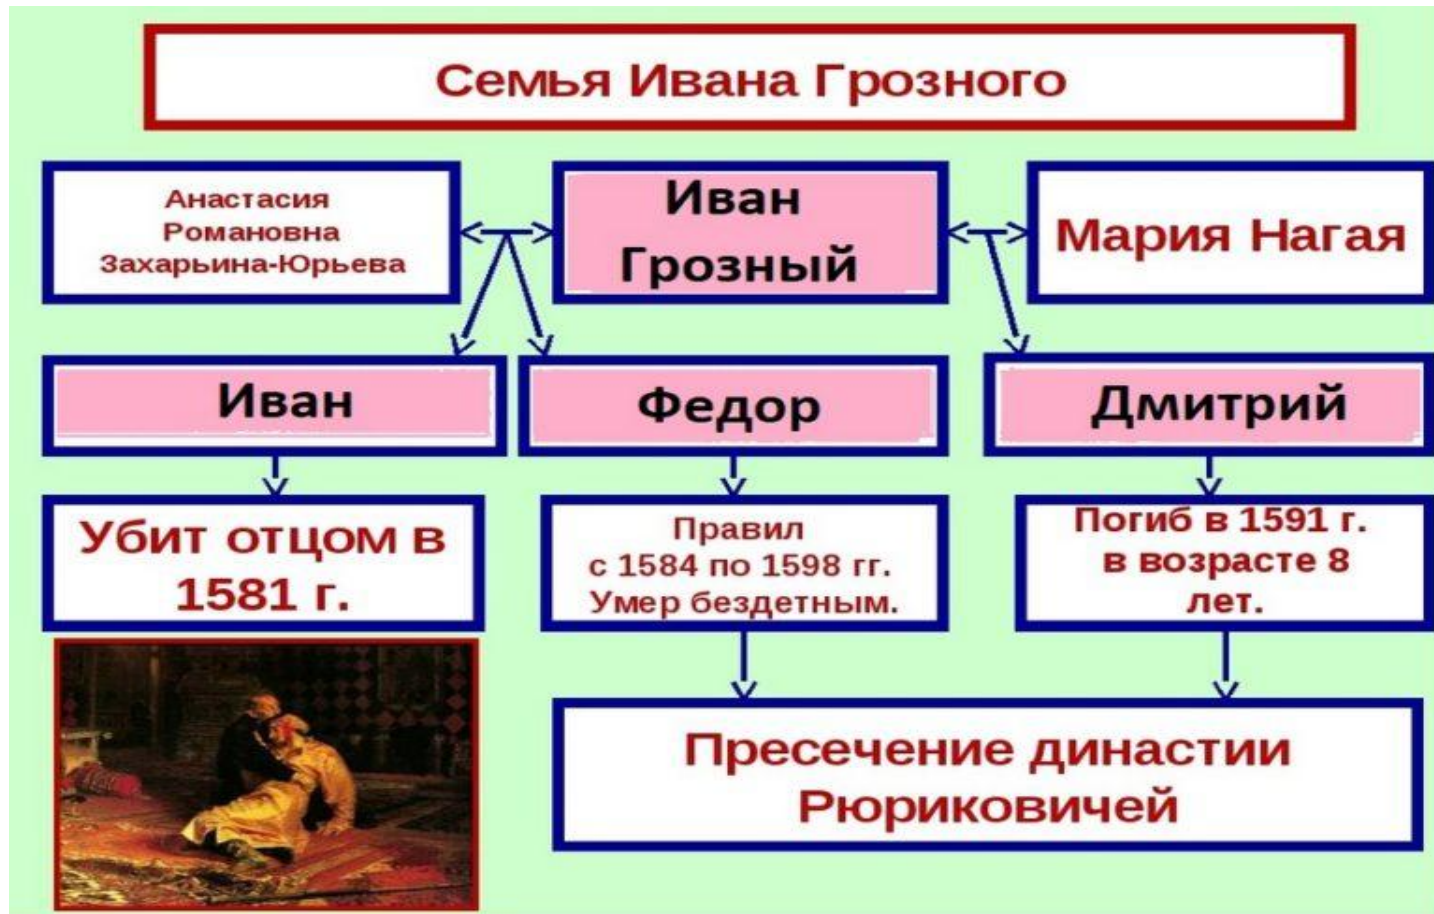 Семья Ивана Грозного
Анастасия
Романовна
Захарьина-Юрьева
Иван
Грозный
Мария Нагая
Иван
Федор
Дмитрий
Убит отцом в
1581 г.
Правил
с 1584 по 1598 гг.
Умер бездетным.
Погиб в 1591 г.
в возрасте 8
лет.
Пресечение династии
Рюриковичей